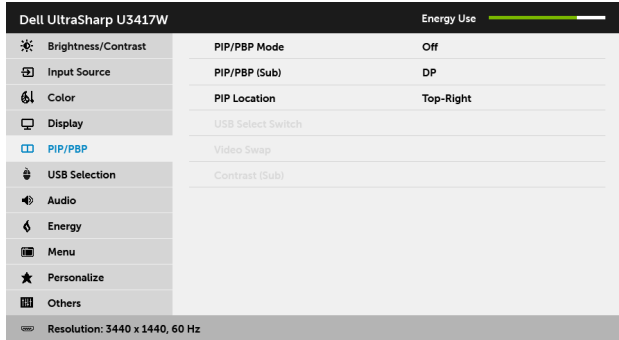 Dell UltraSharp U3417W Energy Use
Brightness/Contrast PIP/PBP Mode Off
Input Source PIP/PBP (Sub) DP
Color PIP Location Top-Right
Display USB Select Switch
PIP/PBP Video Swap
USB Selection Contrast (Sub)
Audio
Energy
Menu
Personalize
Others
Resolution: 3440 x 1440, 60 Hz